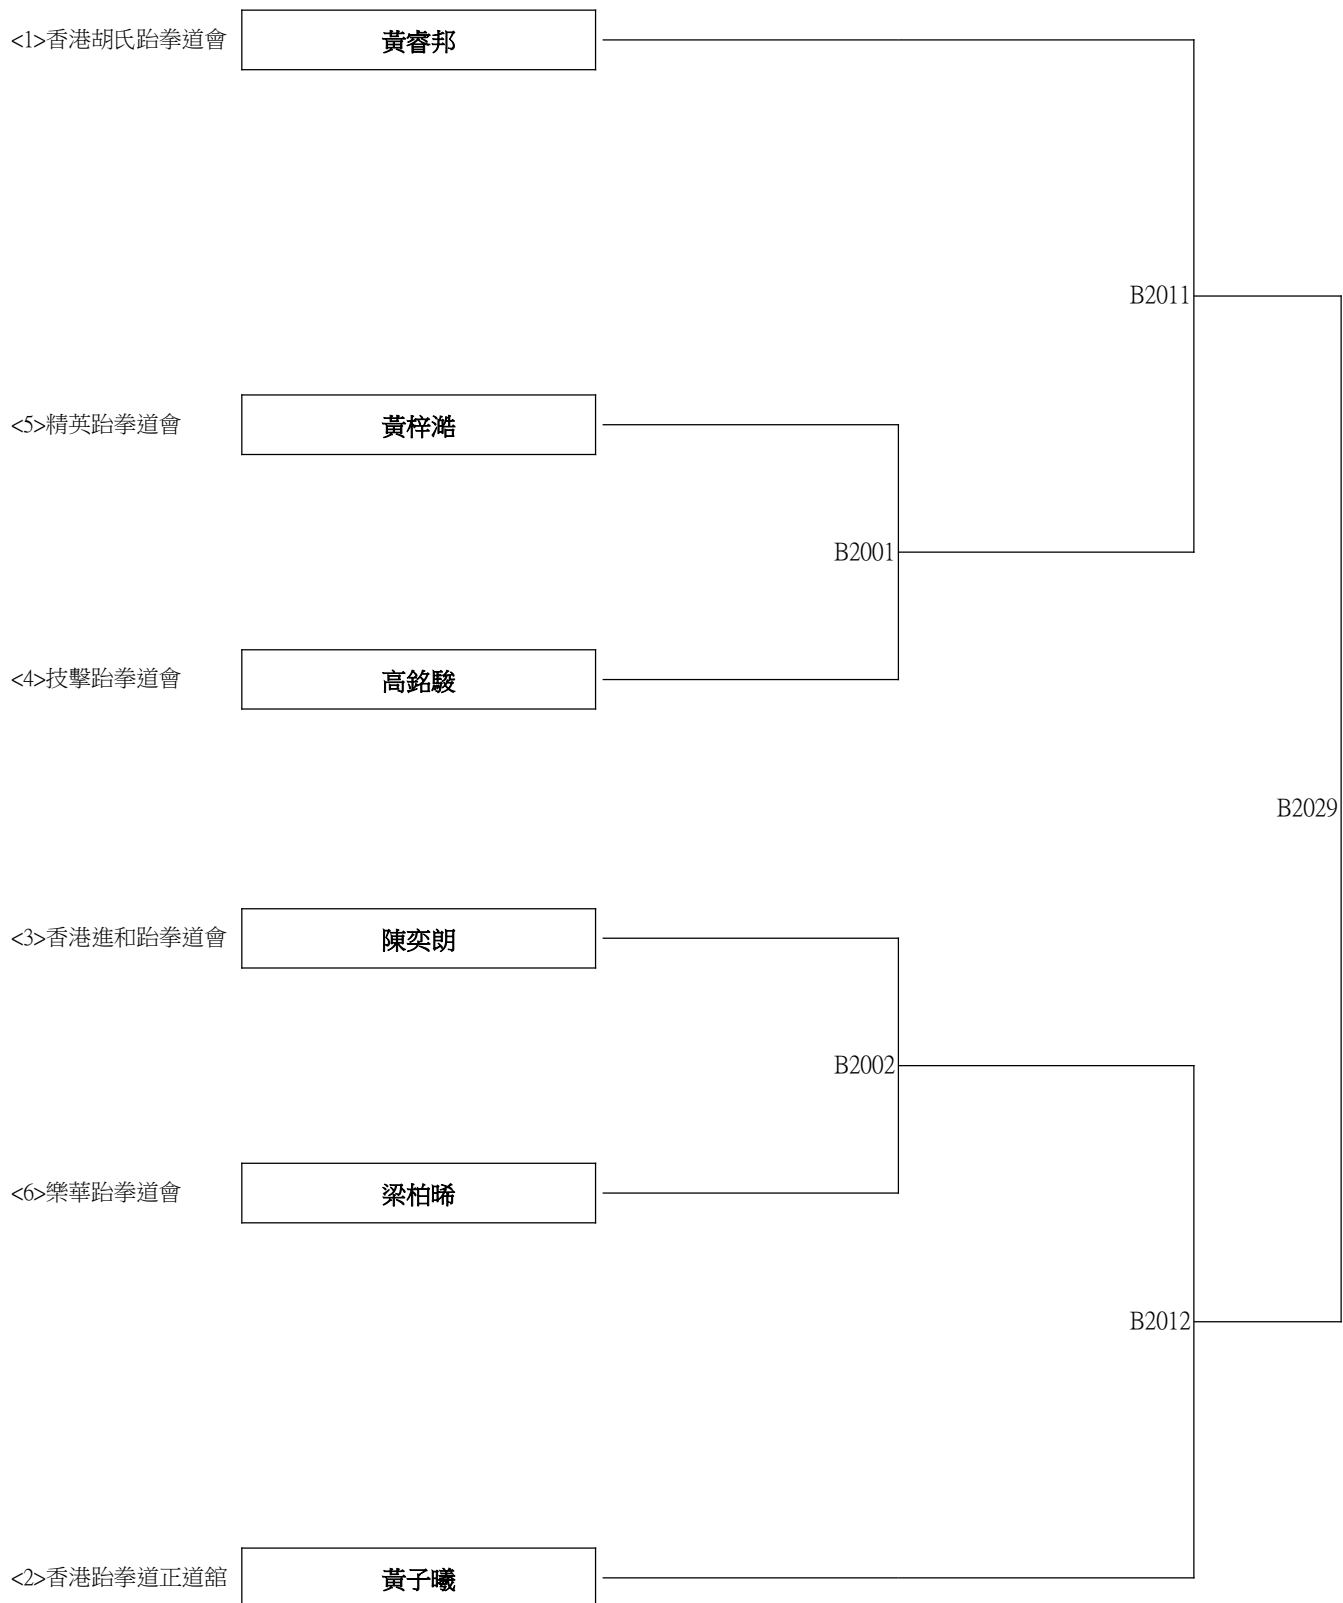 <1>香港胡氏跆拳道會 黃睿邦
B2011
<5>精英跆拳道會 黃梓澔
B2001
<4>技擊跆拳道會 高銘駿
B2029
<3>香港進和跆拳道會 陳奕朗
B2002
<6>樂華跆拳道會 梁柏晞
B2012
<2>香港跆拳道正道舘 黃子曦